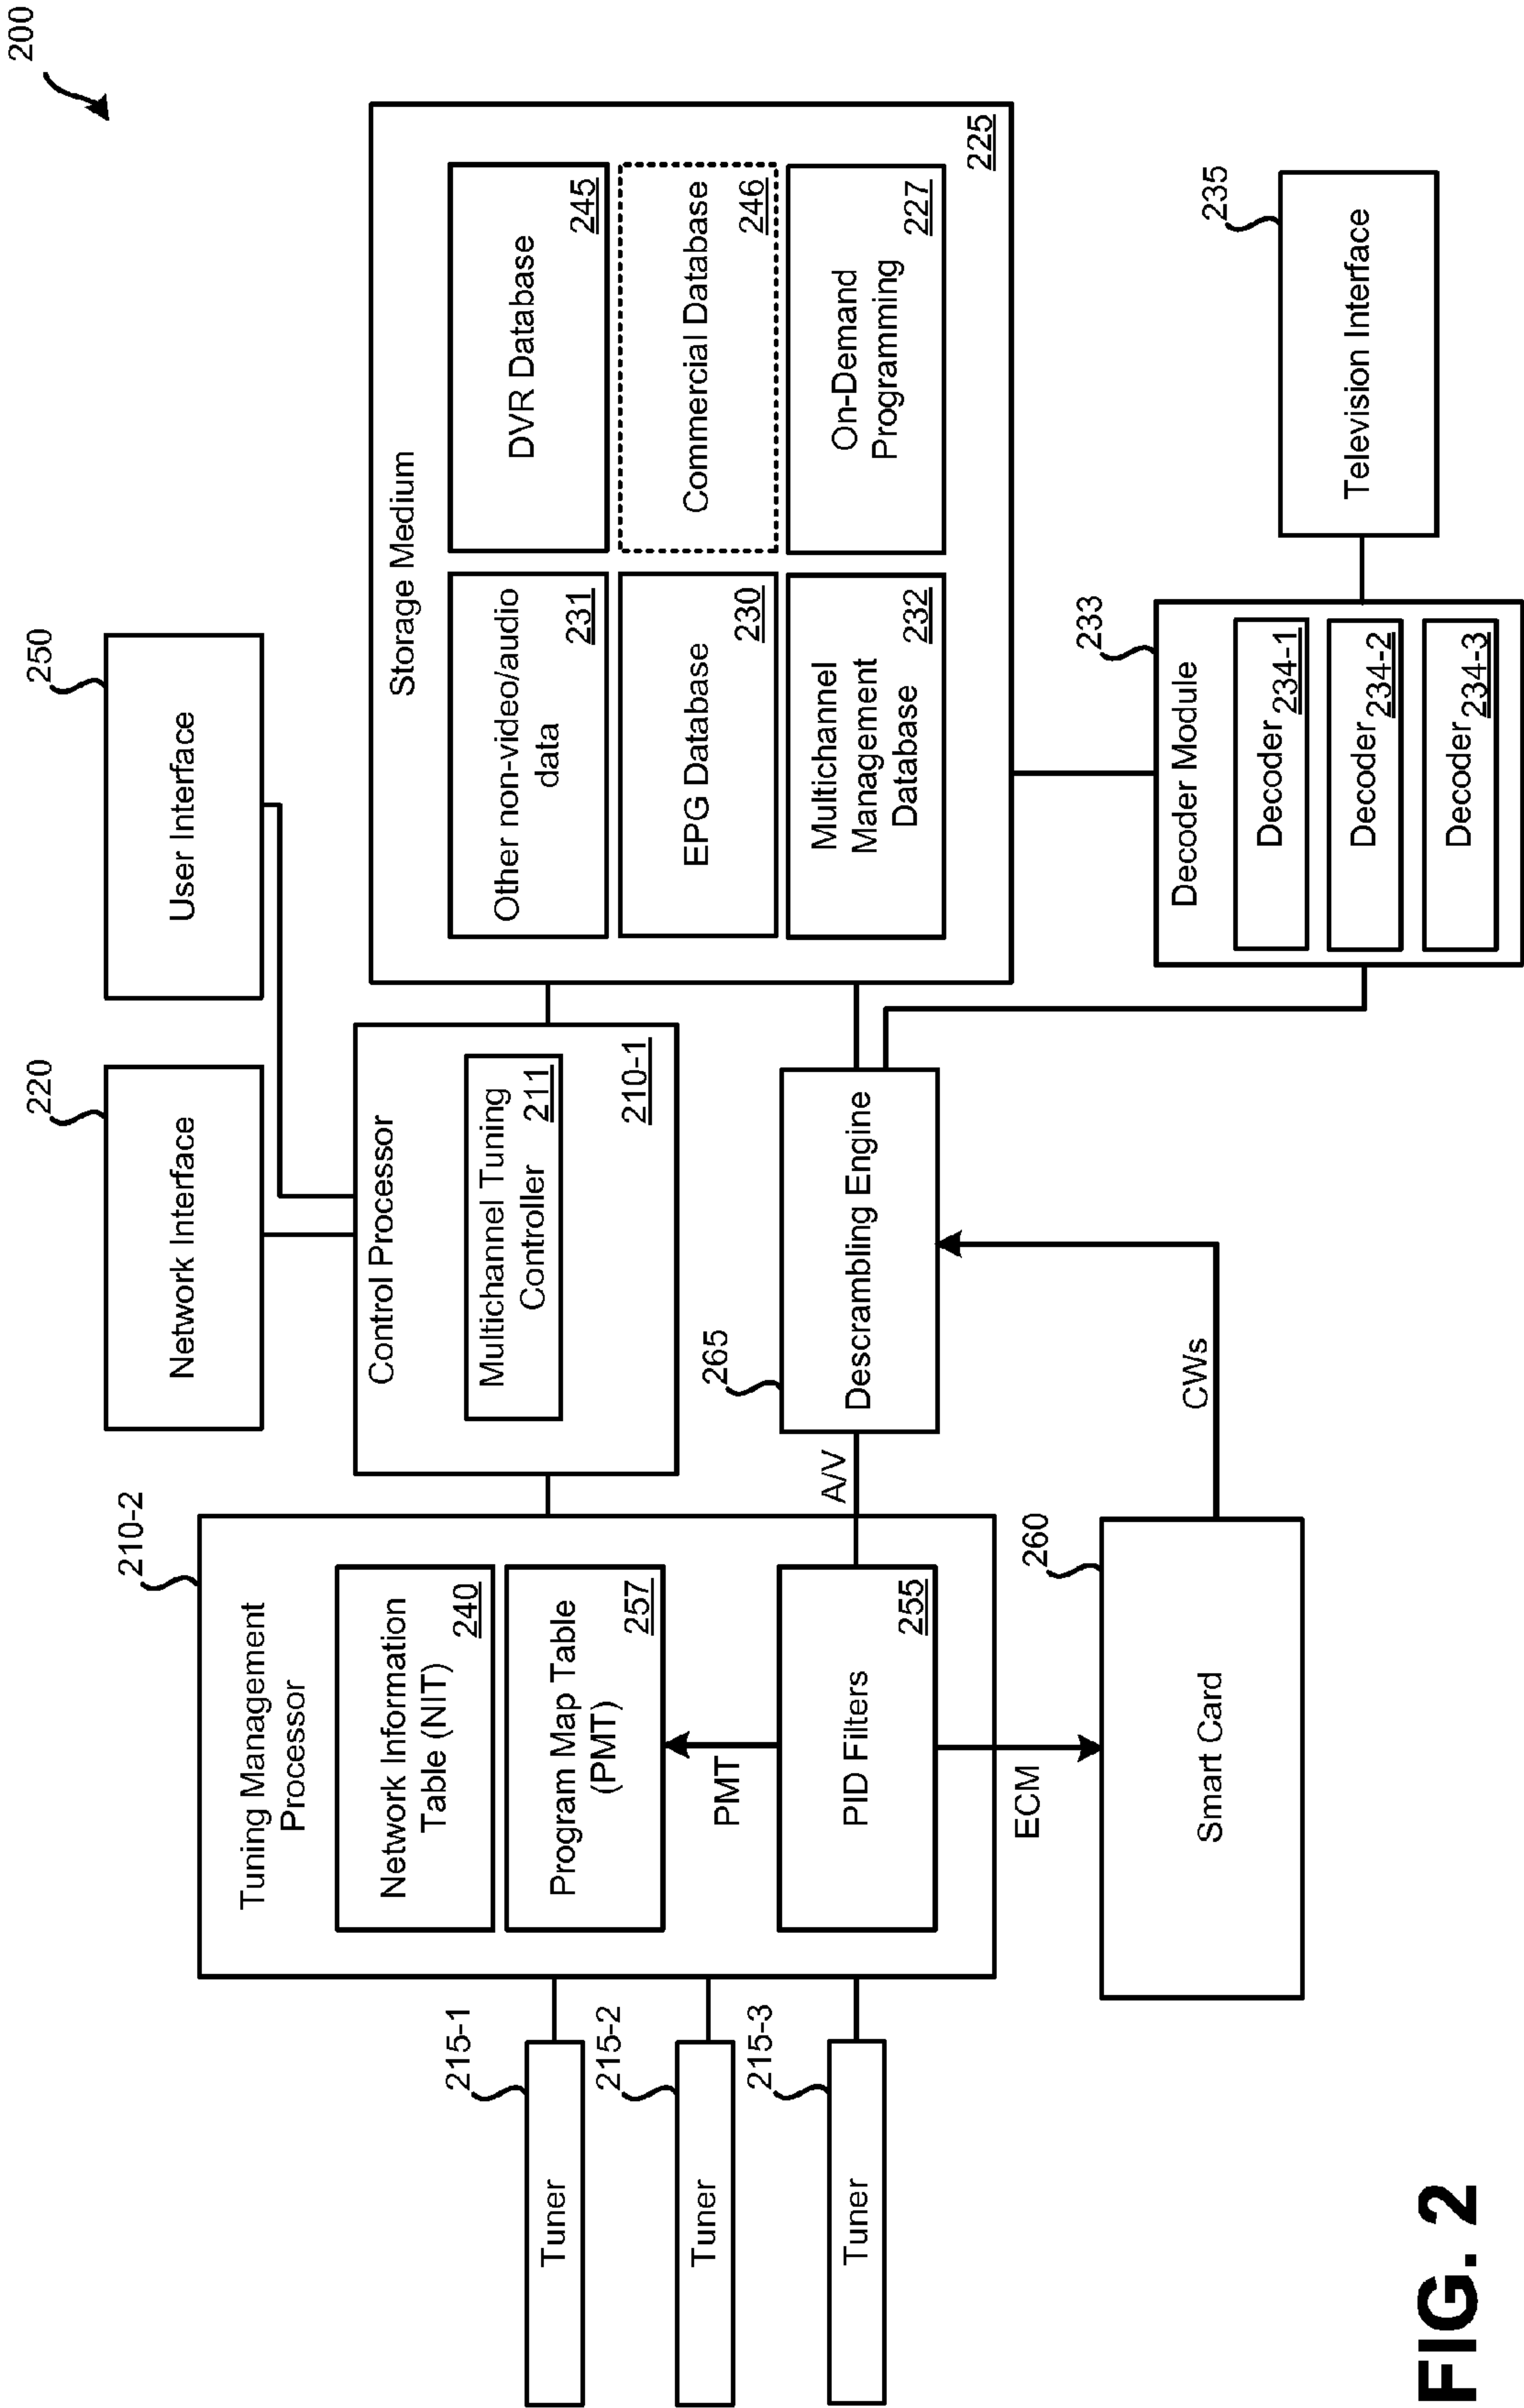 200
210-2
Tuning Management
Processor
Network Information
Table (NIT)
240
Program Map Table
(PMT)
257
PMT
PID Filters
255
ECM
A/V
215-1
Tuner
215-2
Tuner
215-3
Tuner
260
Smart Card
CWs
220
Network Interface
250
User Interface
Control Processor
Multichannel Tuning
Controller
211
210-1
265
Descrambling Engine
Storage Medium
Other non-video/audio
data
231
DVR Database
245
EPG Database
230
Commercial Database
246
Multichannel
Management
Database
232
On-Demand
Programming
227
225
233
Decoder Module
Decoder
234-1
Decoder
234-2
Decoder
234-3
235
Television Interface
FIG. 2